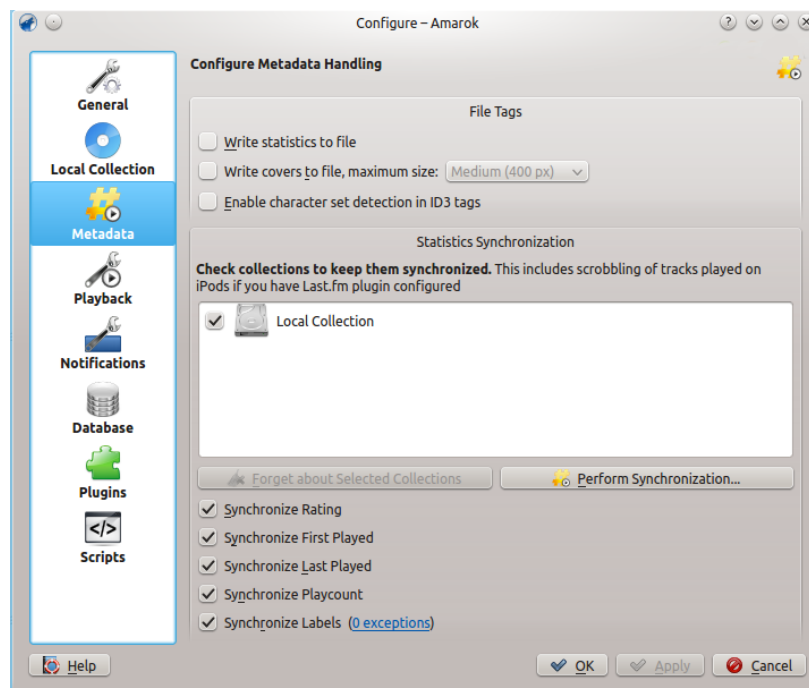 Configure – Amarok
General
Local Collection
Metadata
Playback
Notifications
Database
Plugins
</>
Scripts
Configure Metadata Handling
File Tags
Write statistics to file
Write covers to file, maximum size: Medium (400 px)
Enable character set detection in ID3 tags
Statistics Synchronization
Check collections to keep them synchronized. This includes scrobbling of tracks played on
iPods if you have Last.fm plugin configured
Local Collection
Forget about Selected Collections
Perform Synchronization...
Synchronize Rating
Synchronize First Played
Synchronize Last Played
Synchronize Playcount
Synchronize Labels (0 exceptions)
Help
OK
Apply
Cancel